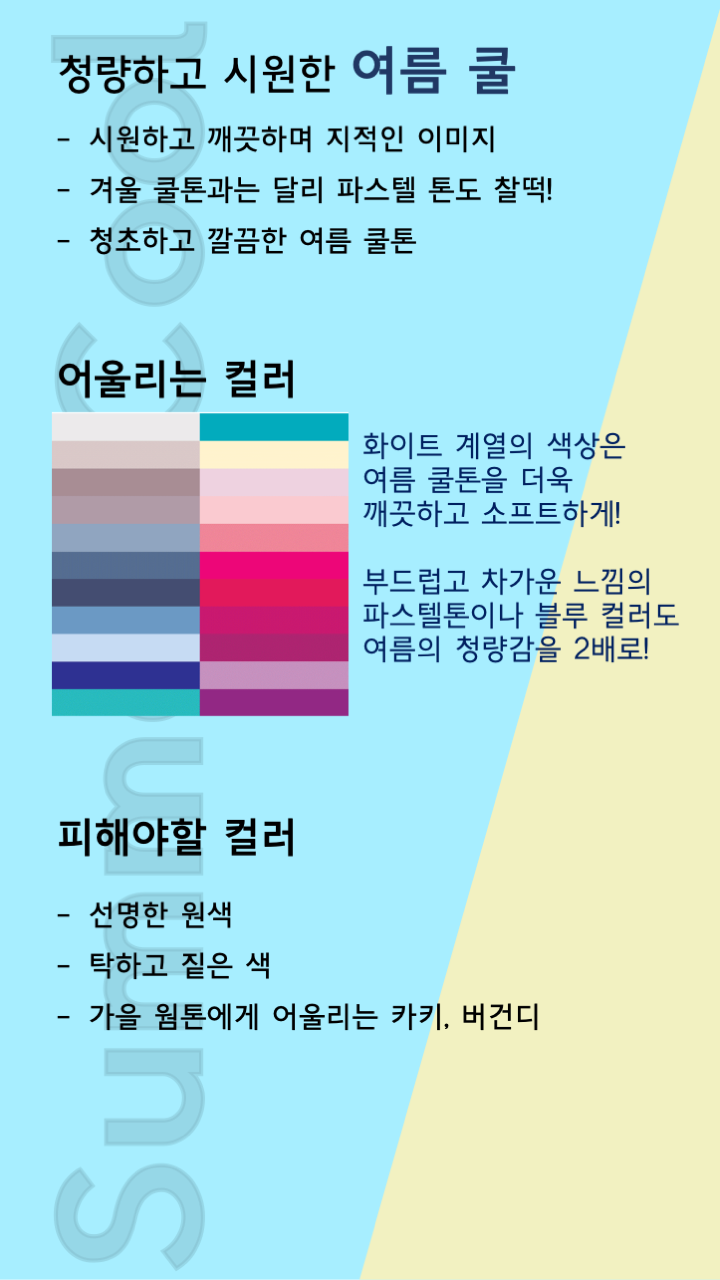 청량하고 시원한 여름 쿨
- 시원하고 깨끗하며 지적인 이미지
- 겨울 쿨톤과는 달리 파스텔 톤도 찰떡!
- 청초하고 깔끔한 여름 쿨톤
어울리는 컬러
화이트 계열의 색상은
여름 쿨톤을 더욱
깨끗하고 소프트하게!
부드럽고 차가운 느낌의
파스텔톤이나 블루 컬러도
여름의 청량감을 2배로!
피해야할 컬러
- 선명한 원색
- 탁하고 짙은 색
- 가을 웜톤에게 어울리는 카키, 버건디
Summer Cool